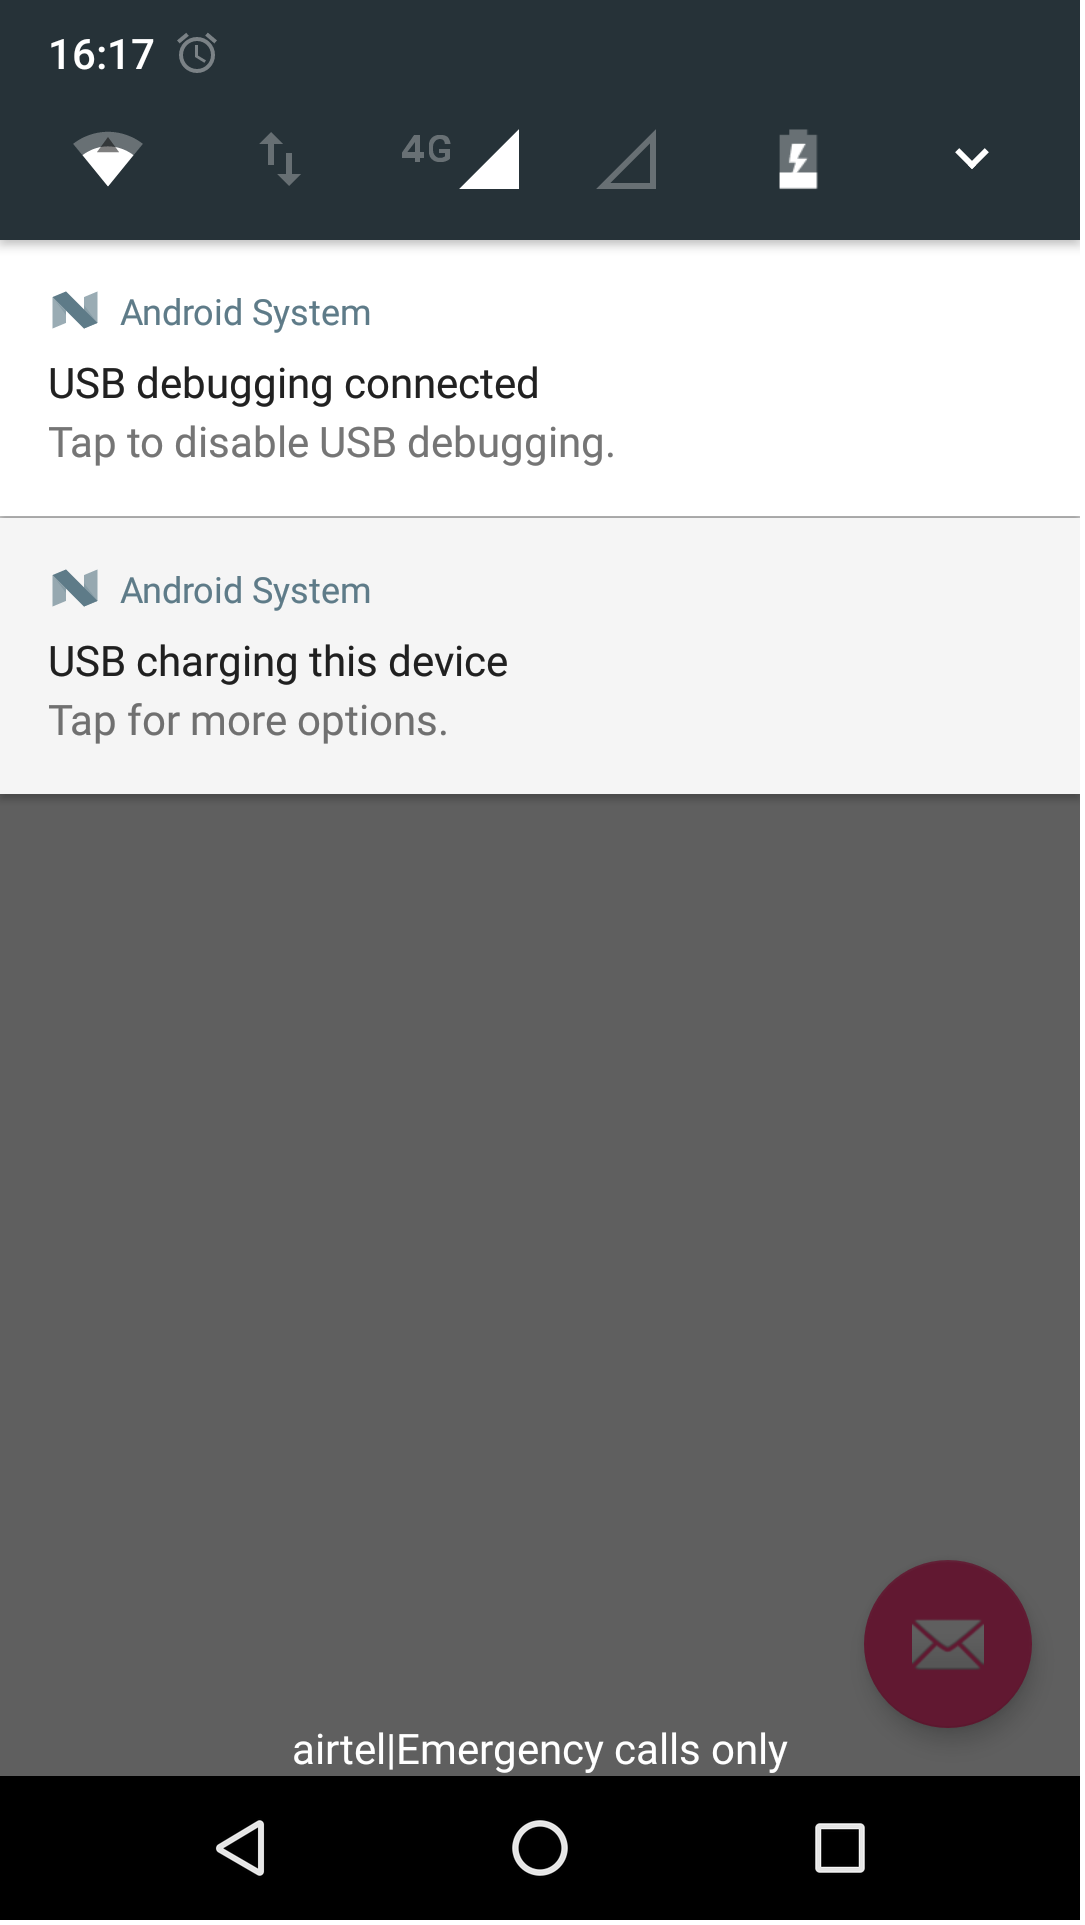 16:17
4G
Android System
USB debugging connected
Tap to disable USB debugging.
Android System
USB charging this device
Tap for more options.
airtel|Emergency calls only